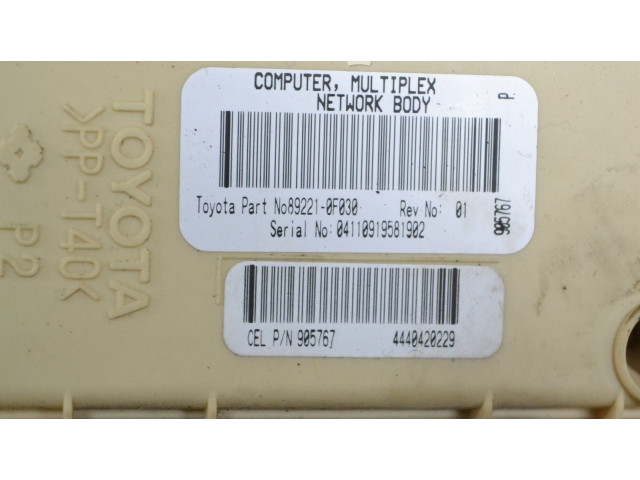 COMPUTER, MULTIPLEX
NETWORK BODY
P.
Toyota Part No89221-0F030 Rev No: 01
Serial No: 04110919581902
905767
CEL P/N 905767 4440420229
TOYOTA
>PP-T40<
P2